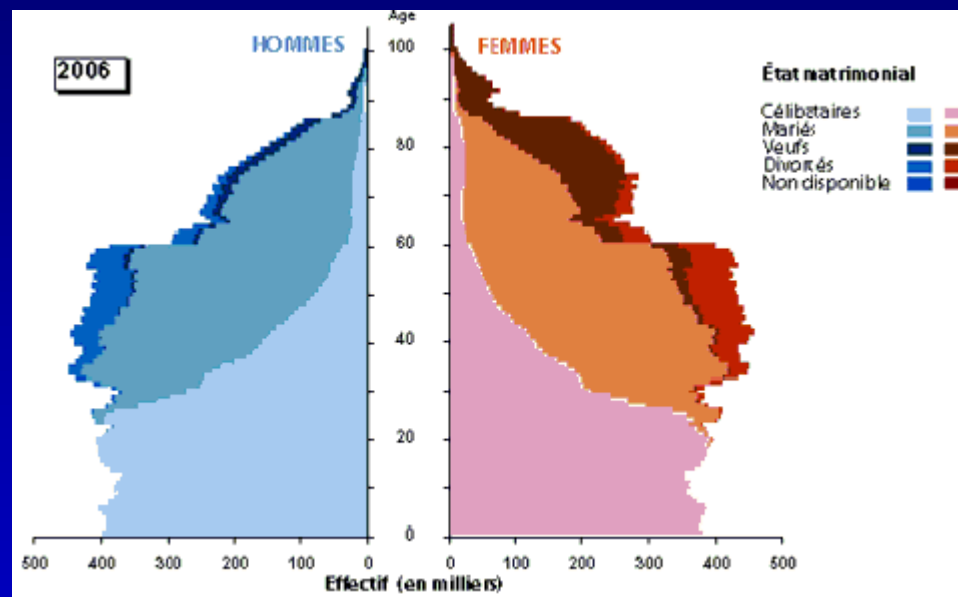 Age
HOMMES
FEMMES
2006
État matrimonial
Célibataires
Mariés
Veufs
Divorcés
Non disponible
100
80
60
40
20
0
500 400 300 200 100 0
0 100 200 300 400 500
Effectif (en milliers)